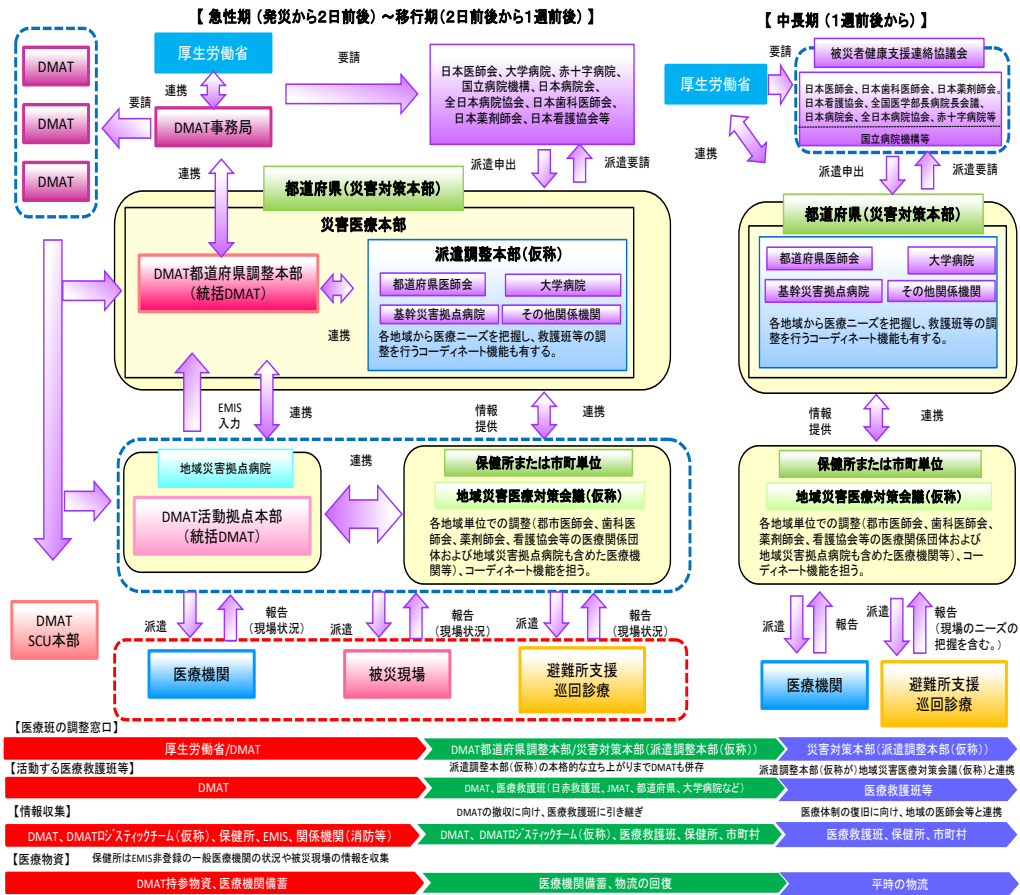 【 急性期 (発災から2日前後) ～移行期(2日前後から1週前後) 】
DMAT
DMAT
DMAT
要請
厚生労働省
連携
DMAT事務局
要請
日本医師会、大学病院、赤十字病院、
国立病院機構、日本病院会、
全日本病院協会、日本歯科医師会、
日本薬剤師会、日本看護協会等
派遣申出
派遣要請
連携
都道府県(災害対策本部)
災害医療本部
DMAT都道府県調整本部
(統括DMAT)
連携
派遣調整本部(仮称)
都道府県医師会
大学病院
基幹災害拠点病院
その他関係機関
各地域から医療ニーズを把握し、救護班等の調
整を行うコーディネート機能も有する。
EMIS
入力
連携
情報
提供
連携
地域災害拠点病院
DMAT活動拠点本部
(統括DMAT)
連携
保健所または市町単位
地域災害医療対策会議(仮称)
各地域単位での調整(郡市医師会、歯科医
師会、薬剤師会、看護協会等の医療関係団
体および地域災害拠点病院も含めた医療機
関等)、コーディネート機能を担う。
DMAT
SCU本部
派遣
報告
(現場状況)
派遣
報告
(現場状況)
派遣
報告
(現場状況)
医療機関
被災現場
避難所支援
巡回診療
【 中長期 (1週前後から) 】
厚生労働省
要請
連携
被災者健康支援連絡協議会
日本医師会、日本歯科医師会、日本薬剤師会。
日本看護協会、全国医学部長病院長会議、
日本病院会、全日本病院協会、赤十字病院等
国立病院機構等
派遣申出
派遣要請
都道府県(災害対策本部)
都道府県医師会
大学病院
基幹災害拠点病院
その他関係機関
各地域から医療ニーズを把握し、救護班等の調
整を行うコーディネート機能も有する。
情報
提供
連携
保健所または市町単位
地域災害医療対策会議(仮称)
各地域単位での調整(郡市医師会、歯科医師会、
薬剤師会、看護協会等の医療関係団体および
地域災害拠点病院も含めた医療機関等)、コー
ディネート機能を担う。
派遣
報告
派遣
報告
(現場のニーズの
把握を含む。)
医療機関
避難所支援
巡回診療
【医療班の調整窓口】
厚生労働省/DMAT
DMAT都道府県調整本部/災害対策本部(派遣調整本部(仮称))
災害対策本部(派遣調整本部(仮称))
【活動する医療救護班等】
派遣調整本部(仮称)の本格的な立ち上がりまでDMATも併存
派遣調整本部(仮称が)地域災害医療対策会議(仮称)と連携
DMAT
DMAT、医療救護班(日赤救護班、JMAT、都道府県、大学病院など)
医療救護班等
【情報収集】
DMATの撤収に向け、医療救護班に引き継ぎ
医療体制の復旧に向け、地域の医師会等と連携
DMAT、DMATﾛｼﾞｽﾃｨｯｸチーム(仮称)、保健所、EMIS、関係機関(消防等)
DMAT、DMATﾛｼﾞｽﾃｨｯｸチーム(仮称)、医療救護班、保健所、市町村
医療救護班、保健所、市町村
【医療物資】
保健所はEMIS非登録の一般医療機関の状況や被災現場の情報を収集
DMAT持参物資、医療機関備蓄
医療機関備蓄、物流の回復
平時の物流